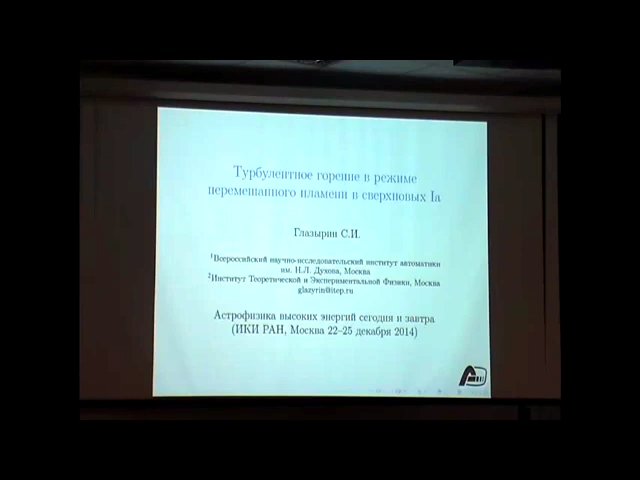 Турбулентное горение в режиме
перемешанного пламени в сверхновых Ia
Глазырин С.И.
¹Всероссийский научно-исследовательский институт автоматики
им. Н.Л. Духова, Москва
²Институт Теоретической и Экспериментальной Физики, Москва
glazyrin@itep.ru
Астрофизика высоких энергий сегодня и завтра
(ИКИ РАН, Москва 22–25 декабря 2014)